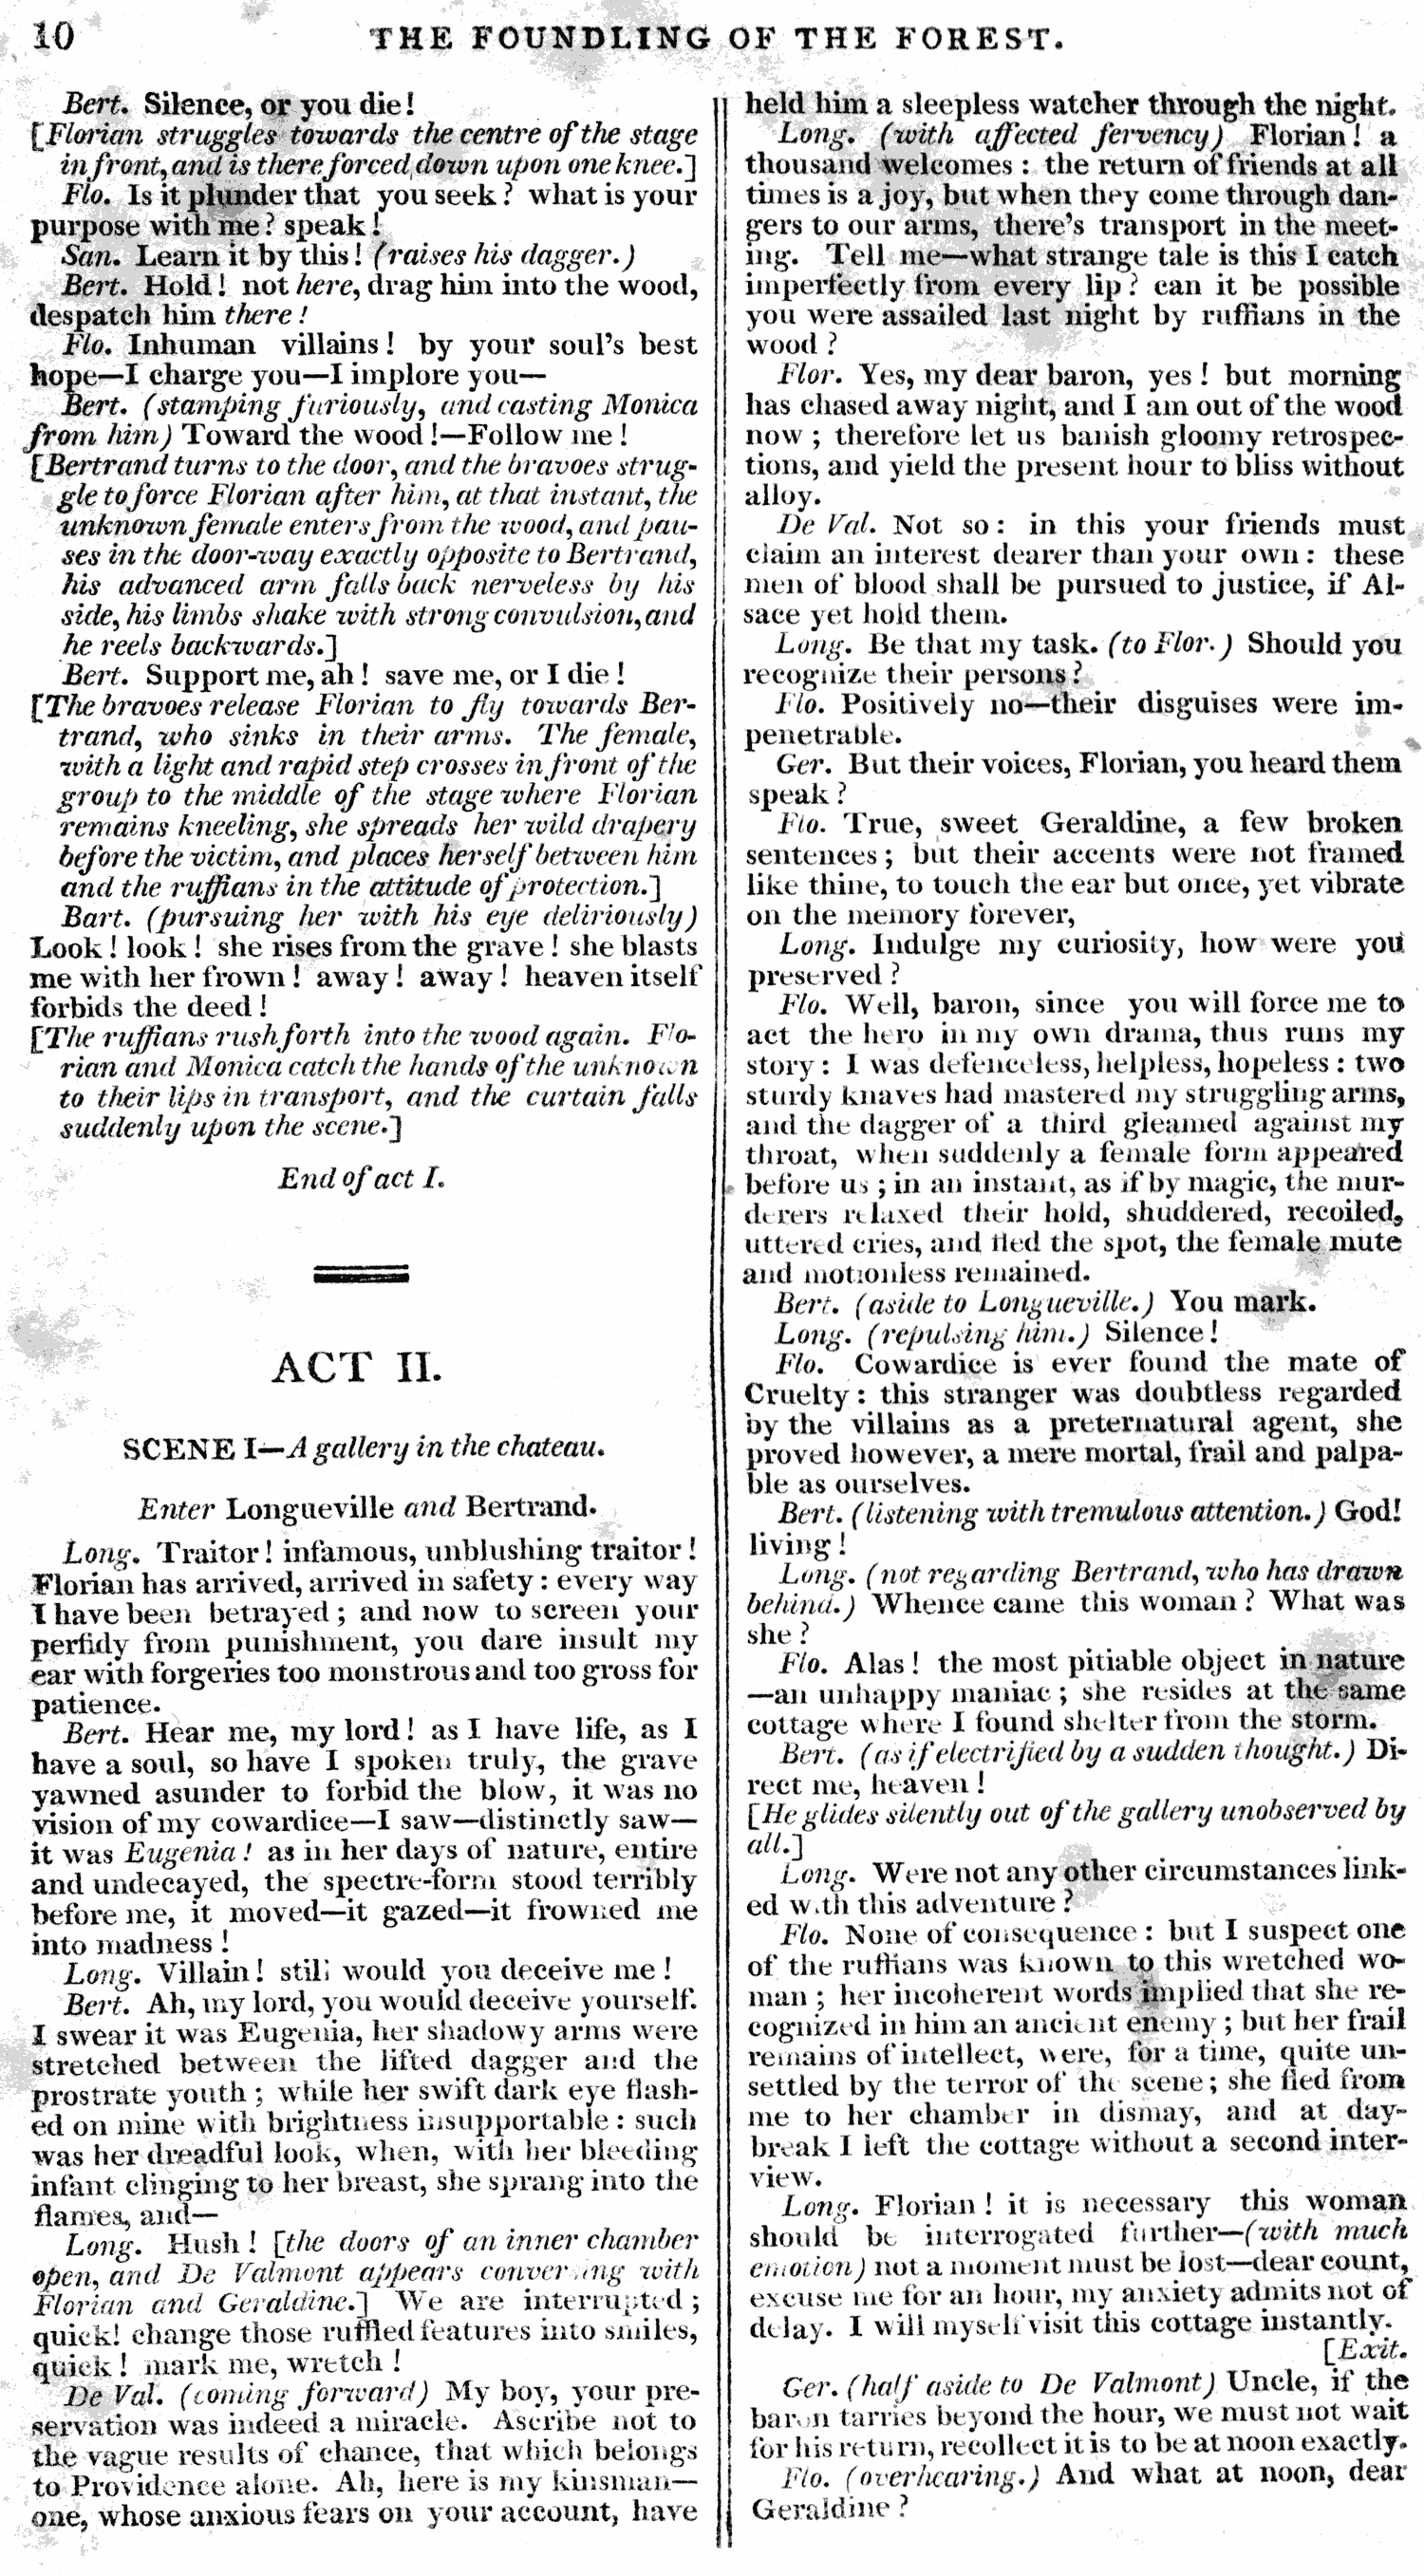 10
THE FOUNDLING OF THE FOREST.
Bert. Silence, or you die!
[Florian struggles towards the centre of the stage
in front, and is there forced down upon one knee.]
Flo. Is it plunder that you seek? what is your
purpose with me? speak!
San. Learn it by this! (raises his dagger.)
Bert. Hold! not here, drag him into the wood,
despatch him there!
Flo. Inhuman villains! by your soul's best
hope—I charge you—I implore you—
Bert. (stamping furiously, and casting Monica
from him) Toward the wood!—Follow me!
[Bertrand turns to the door, and the bravoes strug-
gle to force Florian after him, at that instant, the
unknown female enters from the wood, and pau-
ses in the door-way exactly opposite to Bertrand,
his advanced arm falls back nerveless by his
side, his limbs shake with strong convulsion, and
he reels backwards.]
Bert. Support me, ah! save me, or I die!
[The bravoes release Florian to fly towards Ber-
trand, who sinks in their arms. The female,
with a light and rapid step crosses in front of the
group to the middle of the stage where Florian
remains kneeling, she spreads her wild drapery
before the victim, and places herself between him
and the ruffians in the attitude of protection.]
Bart. (pursuing her with his eye deliriously)
Look! look! she rises from the grave! she blasts
me with her frown! away! away! heaven itself
forbids the deed!
[The ruffians rush forth into the wood again. Flo-
rian and Monica catch the hands of the unknown
to their lips in transport, and the curtain falls
suddenly upon the scene.]
End of act I.
ACT II.
SCENE I—A gallery in the chateau.
Enter Longueville and Bertrand.
Long. Traitor! infamous, unblushing traitor!
Florian has arrived, arrived in safety: every way
I have been betrayed; and now to screen your
perfidy from punishment, you dare insult my
ear with forgeries too monstrous and too gross for
patience.
Bert. Hear me, my lord! as I have life, as I
have a soul, so have I spoken truly, the grave
yawned asunder to forbid the blow, it was no
vision of my cowardice—I saw—distinctly saw—
it was Eugenia! as in her days of nature, entire
and undecayed, the spectre-form stood terribly
before me, it moved—it gazed—it frowned me
into madness!
Long. Villain! still would you deceive me!
Bert. Ah, my lord, you would deceive yourself.
I swear it was Eugenia, her shadowy arms were
stretched between the lifted dagger and the
prostrate youth; while her swift dark eye flash-
ed on mine with brightness insupportable: such
was her dreadful look, when, with her bleeding
infant clinging to her breast, she sprang into the
flames, and—
Long. Hush! [the doors of an inner chamber
open, and De Valmont appears conversing with
Florian and Geraldine.] We are interrupted;
quick! change those ruffled features into smiles,
quick! mark me, wretch!
De Val. (coming forward) My boy, your pre-
servation was indeed a miracle. Ascribe not to
the vague results of chance, that which belongs
to Providence alone. Ah, here is my kinsman—
one, whose anxious fears on your account, have
held him a sleepless watcher through the night.
Long. (with affected fervency) Florian! a
thousand welcomes: the return of friends at all
times is a joy, but when they come through dan-
gers to our arms, there's transport in the meet-
ing. Tell me—what strange tale is this I catch
imperfectly from every lip? can it be possible
you were assailed last night by ruffians in the
wood?
Flor. Yes, my dear baron, yes! but morning
has chased away night, and I am out of the wood
now; therefore let us banish gloomy retrospec-
tions, and yield the present hour to bliss without
alloy.
De Val. Not so: in this your friends must
claim an interest dearer than your own: these
men of blood shall be pursued to justice, if Al-
sace yet hold them.
Long. Be that my task. (to Flor.) Should you
recognize their persons?
Flo. Positively no—their disguises were im-
penetrable.
Ger. But their voices, Florian, you heard them
speak?
Flo. True, sweet Geraldine, a few broken
sentences; but their accents were not framed
like thine, to touch the ear but once, yet vibrate
on the memory forever,
Long. Indulge my curiosity, how were you
preserved?
Flo. Well, baron, since you will force me to
act the hero in my own drama, thus runs my
story: I was defenceless, helpless, hopeless: two
sturdy knaves had mastered my struggling arms,
and the dagger of a third gleamed against my
throat, when suddenly a female form appeared
before us; in an instant, as if by magic, the mur-
derers relaxed their hold, shuddered, recoiled,
uttered cries, and fled the spot, the female mute
and motionless remained.
Bert. (aside to Longueville.) You mark.
Long. (repulsing him.) Silence!
Flo. Cowardice is ever found the mate of
Cruelty: this stranger was doubtless regarded
by the villains as a preternatural agent, she
proved however, a mere mortal, frail and palpa-
ble as ourselves.
Bert. (listening with tremulous attention.) God!
living!
Long. (not regarding Bertrand, who has drawn
behind.) Whence came this woman? What was
she?
Flo. Alas! the most pitiable object in nature
—an unhappy maniac; she resides at the same
cottage where I found shelter from the storm.
Bert. (as if electrified by a sudden thought.) Di-
rect me, heaven!
[He glides silently out of the gallery unobserved by
all.]
Long. Were not any other circumstances link-
ed with this adventure?
Flo. None of consequence: but I suspect one
of the ruffians was known to this wretched wo-
man; her incoherent words implied that she re-
cognized in him an ancient enemy; but her frail
remains of intellect, were, for a time, quite un-
settled by the terror of the scene; she fled from
me to her chamber in dismay, and at day-
break I left the cottage without a second inter-
view.
Long. Florian! it is necessary this woman
should be interrogated further—(with much
emotion) not a moment must be lost—dear count,
excuse me for an hour, my anxiety admits not of
delay. I will myself visit this cottage instantly.
[Exit.
Ger. (half aside to De Valmont) Uncle, if the
baron tarries beyond the hour, we must not wait
for his return, recollect it is to be at noon exactly.
Flo. (overhearing.) And what at noon, dear
Geraldine?